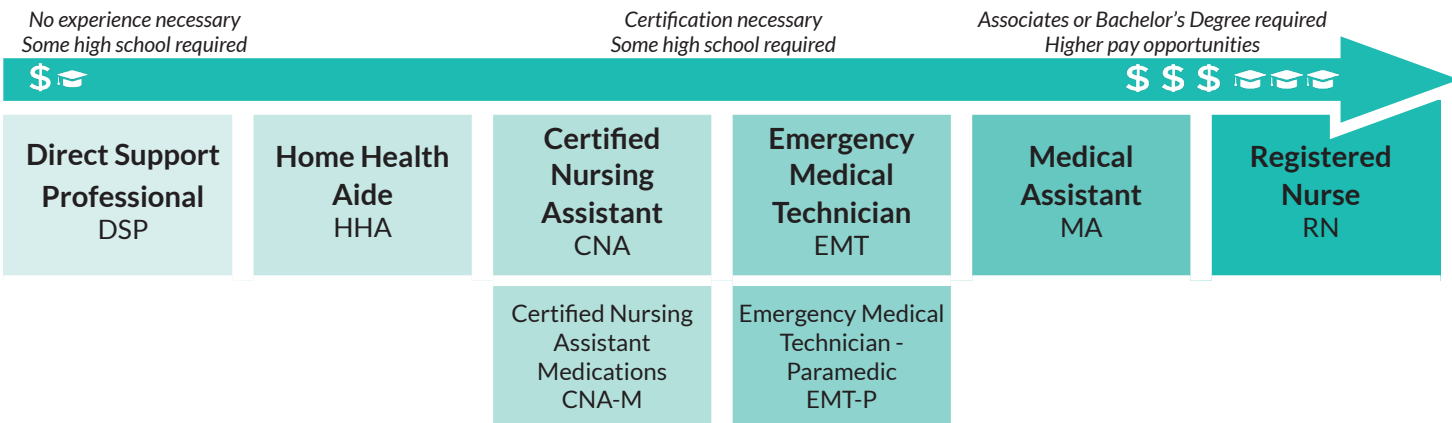 No experience necessary
Some high school required
Certification necessary
Some high school required
Associates or Bachelor's Degree required
Higher pay opportunities
$
$ $ $
Direct Support
Professional
DSP
Home Health
Aide
HHA
Certified
Nursing
Assistant
CNA
Emergency
Medical
Technician
EMT
Medical
Assistant
MA
Registered
Nurse
RN
Certified Nursing
Assistant
Medications
CNA-M
Emergency Medical
Technician -
Paramedic
EMT-P